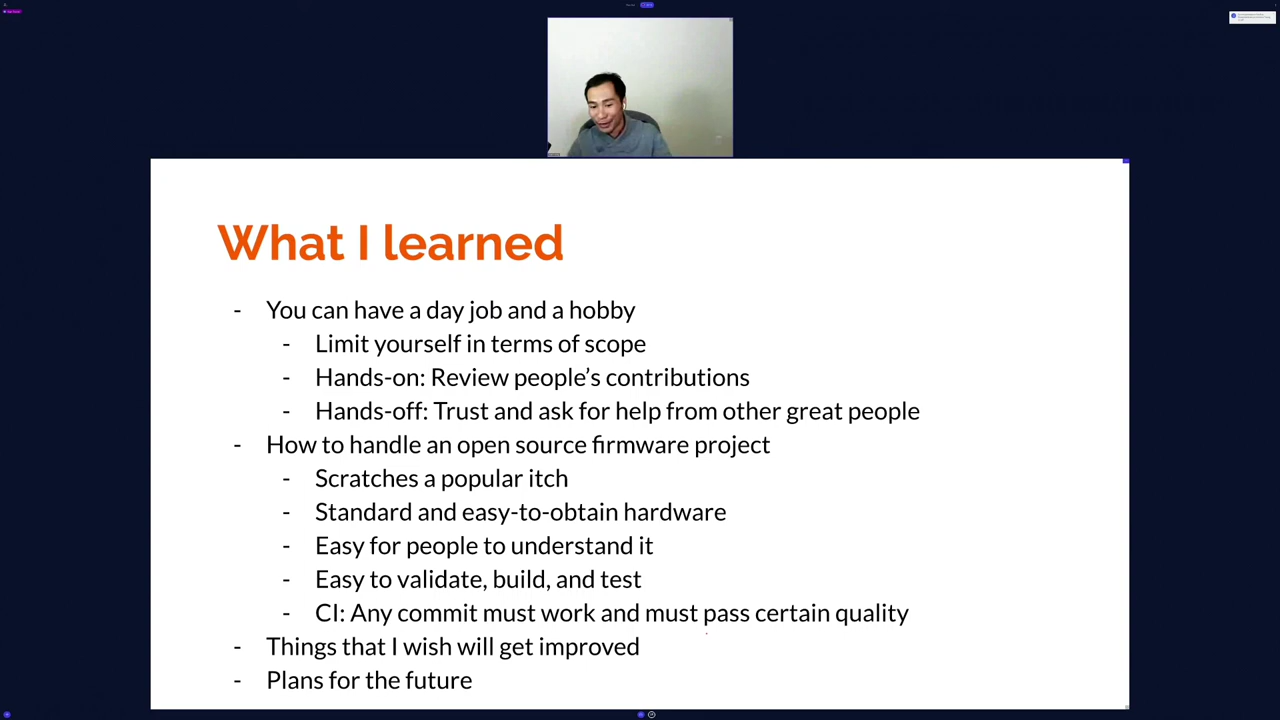 What I learned
- You can have a day job and a hobby
- Limit yourself in terms of scope
- Hands-on: Review people’s contributions
- Hands-off: Trust and ask for help from other great people
- How to handle an open source firmware project
- Scratches a popular itch
- Standard and easy-to-obtain hardware
- Easy for people to understand it
- Easy to validate, build, and test
- CI: Any commit must work and must pass certain quality
- Things that I wish will get improved
- Plans for the future